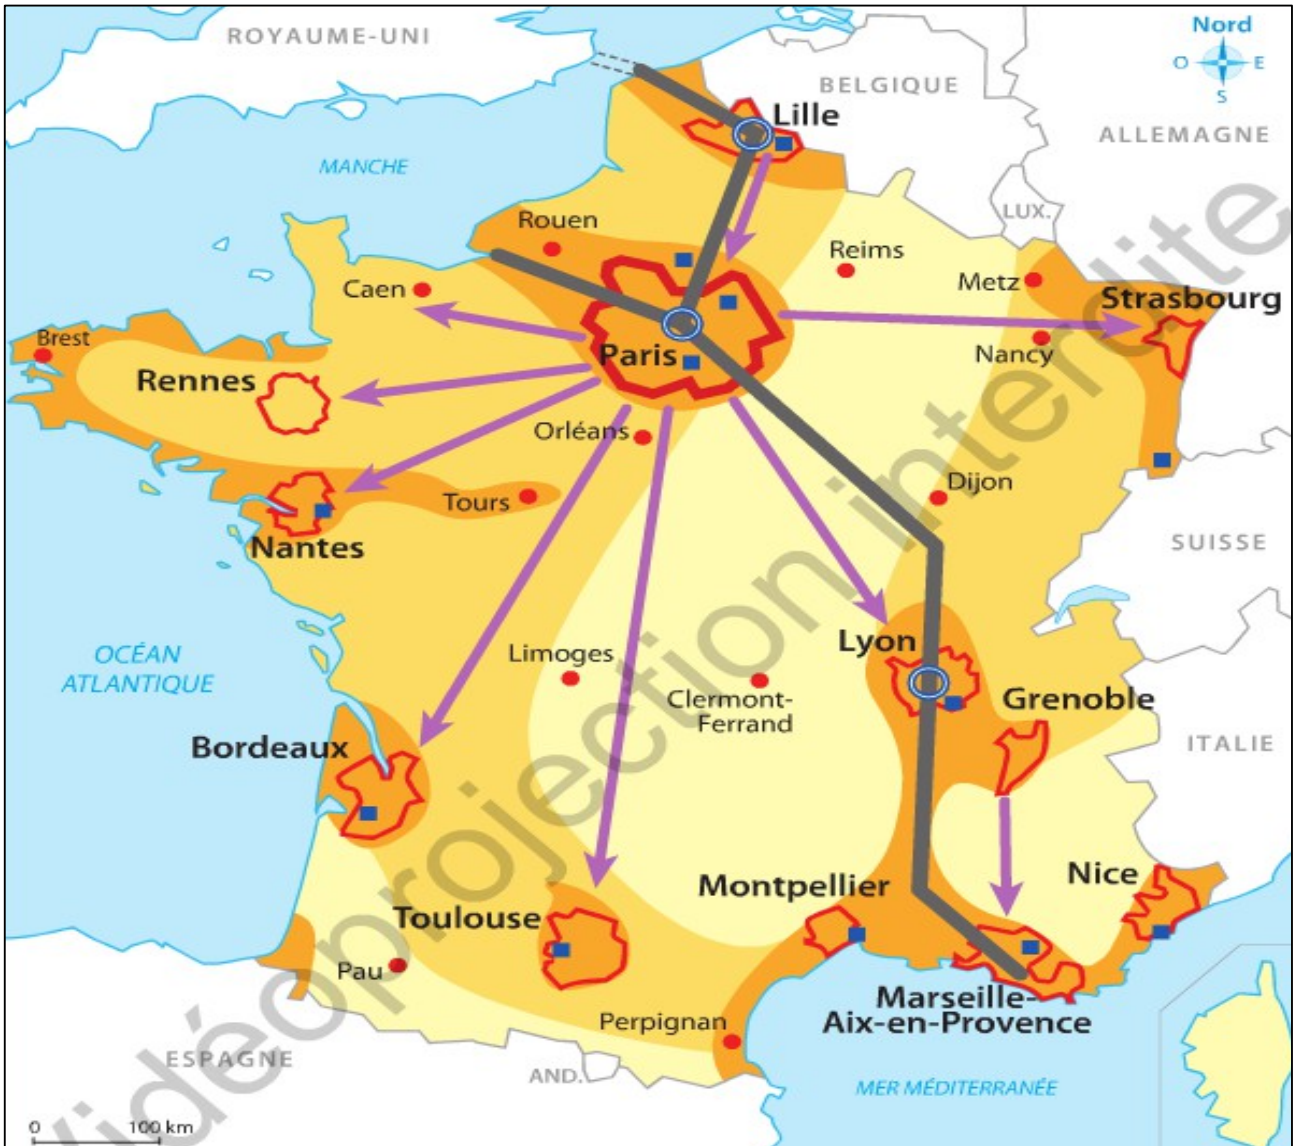 Nord
O
E
S
ROYAUME-UNI
BELGIQUE
ALLEMAGNE
Lille
MANCHE
LUX.
Rouen
Reims
Metz
Caen
Strasbourg
Brest
Paris
Nancy
Rennes
Orléans
Dijon
Tours
Nantes
SUISSE
OCÉAN
ATLANTIQUE
Limoges
Lyon
Clermont-
Ferrand
Grenoble
Bordeaux
ITALIE
Montpellier
Nice
Toulouse
Pau
Marseille-
Aix-en-Provence
Perpignan
ESPAGNE
AND.
MER MÉDITERRANÉE
0
100 km
Vidéoprojection interdite